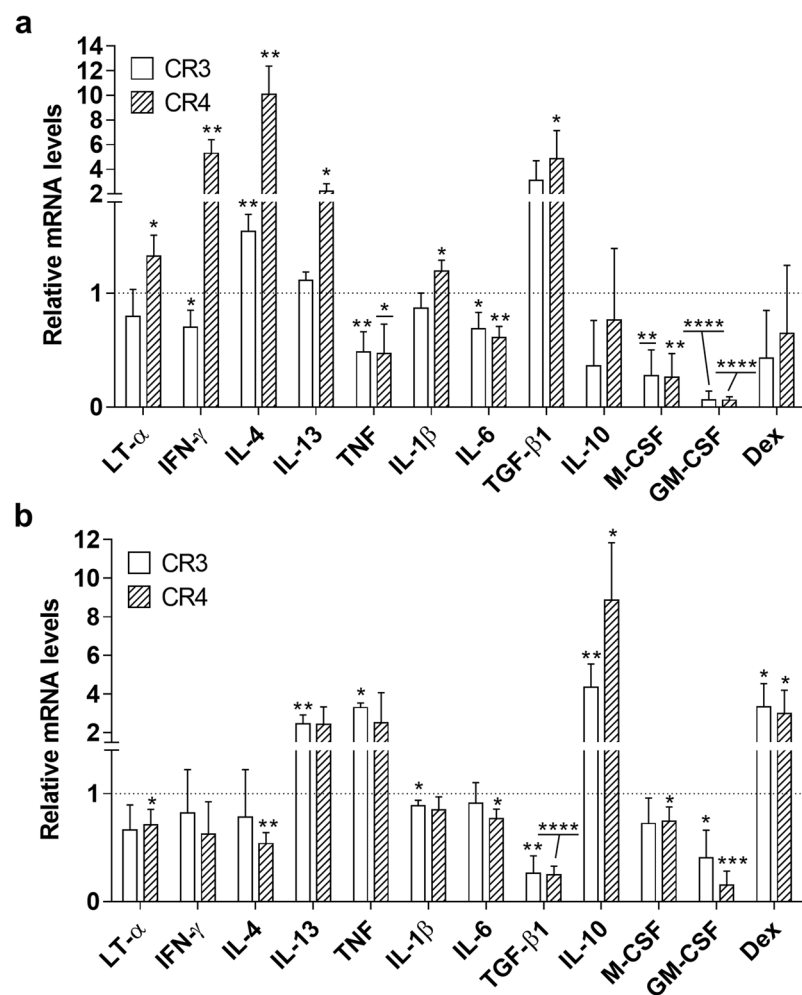 a
Relative mRNA levels
14
12
10
8
6
4
2
1
0
CR3
CR4
*
*
**
**
**
*
**
*
*
*
**
*
**
**
****
****
LT-α
IFN-γ
IL-4
IL-13
TNF
IL-1β
IL-6
TGF-β1
IL-10
M-CSF
GM-CSF
Dex
b
Relative mRNA levels
12
10
8
6
4
2
1
0
CR3
CR4
*
**
**
*
*
*
**
****
**
*
*
*
***
*
*
LT-α
IFN-γ
IL-4
IL-13
TNF
IL-1β
IL-6
TGF-β1
IL-10
M-CSF
GM-CSF
Dex